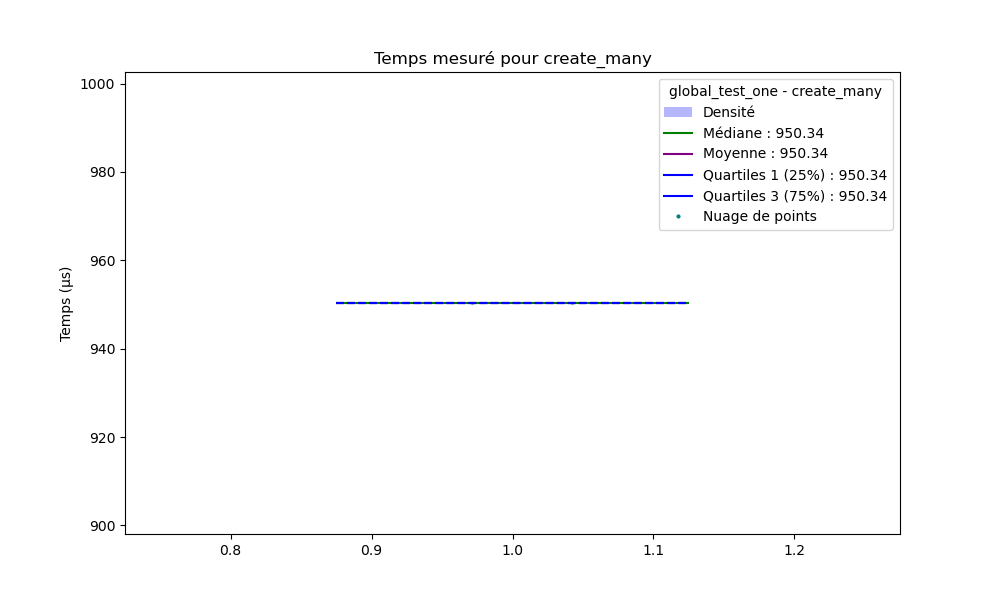 Temps mesuré pour create_many
1000
980
960
940
920
900
Temps (µs)
0.8
0.9
1.0
1.1
1.2
global_test_one - create_many
Densité
Médiane : 950.34
Moyenne : 950.34
Quartiles 1 (25%) : 950.34
Quartiles 3 (75%) : 950.34
Nuage de points